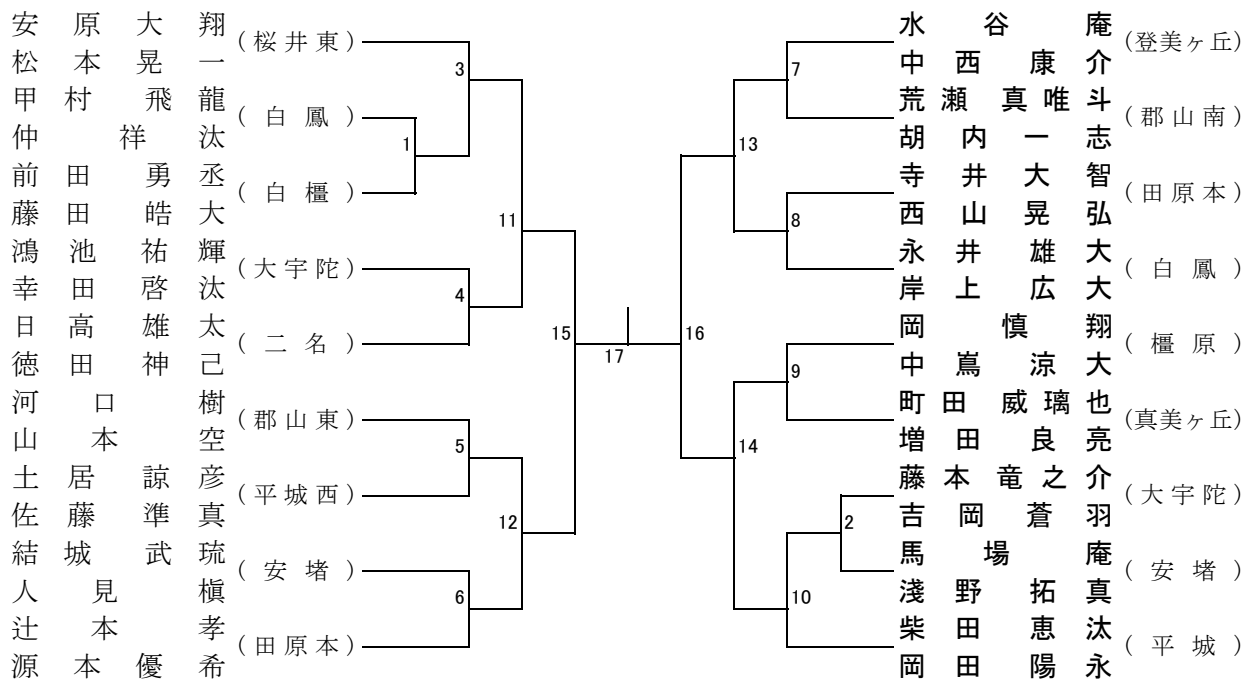 安原大翔
(桜井東)
松本晃一
甲村飛龍
(白鳳)
仲祥汰
前田勇丞
(白橿)
藤田皓大
鴻池祐輝
(大宇陀)
幸田啓汰
日高雄太
(二名)
徳田神己
河口樹
(郡山東)
山本空
土居諒彦
(平城西)
佐藤準真
結城武琉
(安堵)
人見槇
辻本孝
(田原本)
源本優希
3
1
11
4
15
5
12
6
17
水谷庵
(登美ヶ丘)
中西康介
荒瀬真唯斗
(郡山南)
胡内一志
寺井大智
(田原本)
西山晃弘
永井雄大
(白鳳)
岸上広大
岡慎翔
(橿原)
中嶌涼大
町田威璃也
(真美ヶ丘)
増田良亮
藤本竜之介
(大宇陀)
吉岡蒼羽
馬場庵
(安堵)
淺野拓真
柴田恵汰
(平城)
岡田陽永
7
13
8
16
9
14
2
10